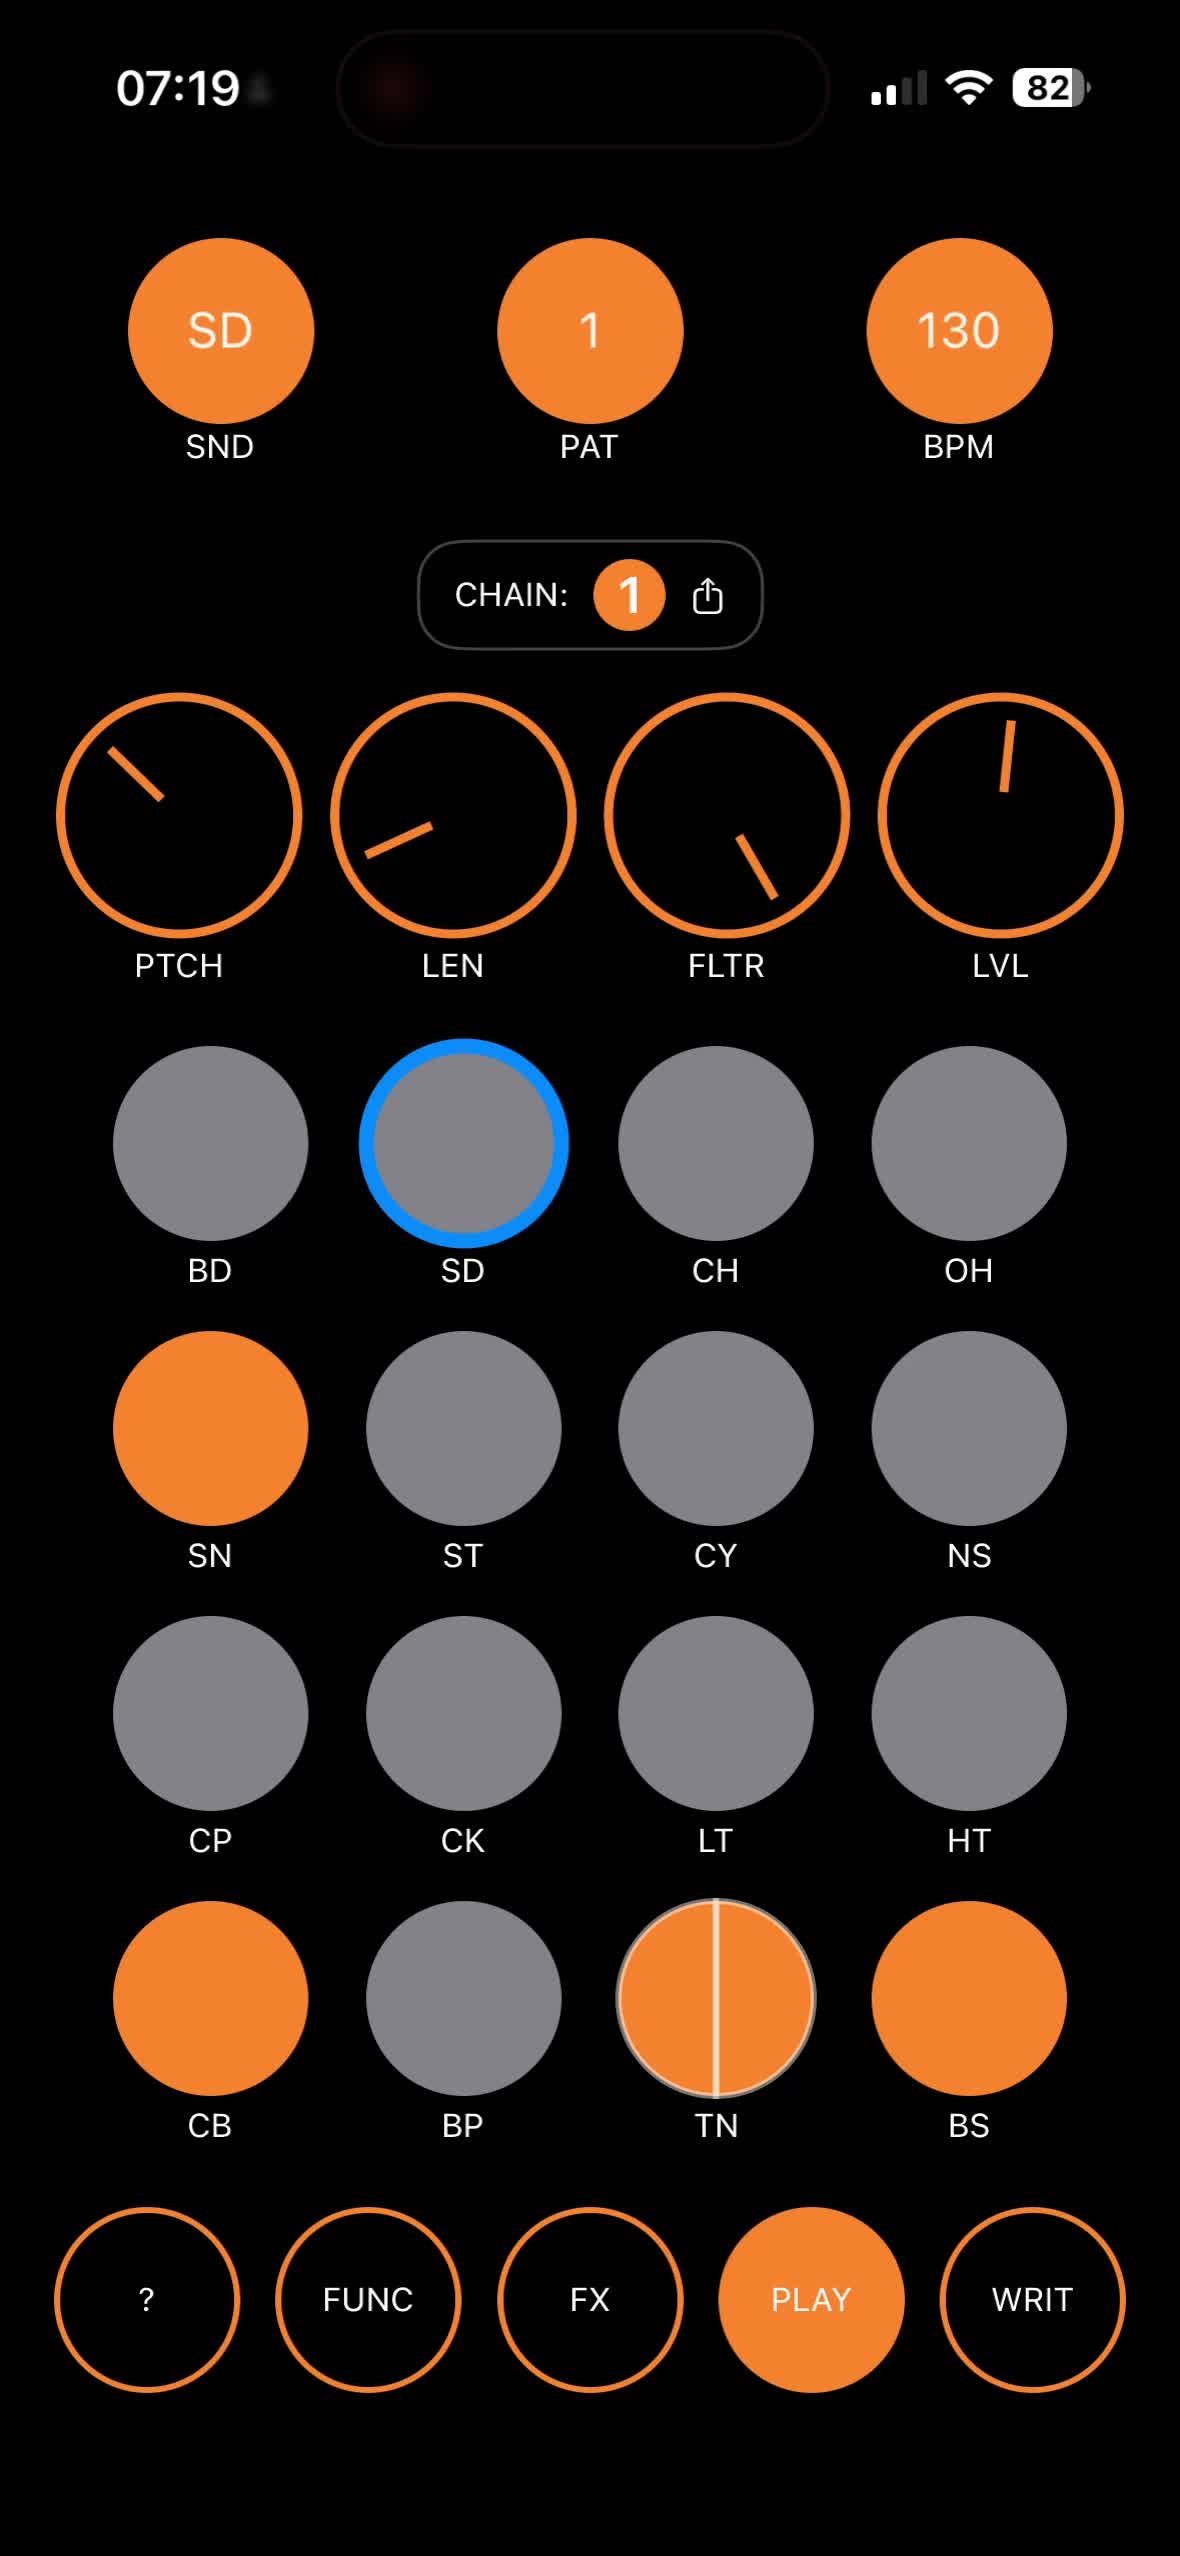 07:19 82
SD 1 130
SND PAT BPM
CHAIN: 1
PTCH LEN FLTR LVL
BD SD CH OH
SN ST CY NS
CP CK LT HT
CB BP TN BS
? FUNC FX PLAY WRIT